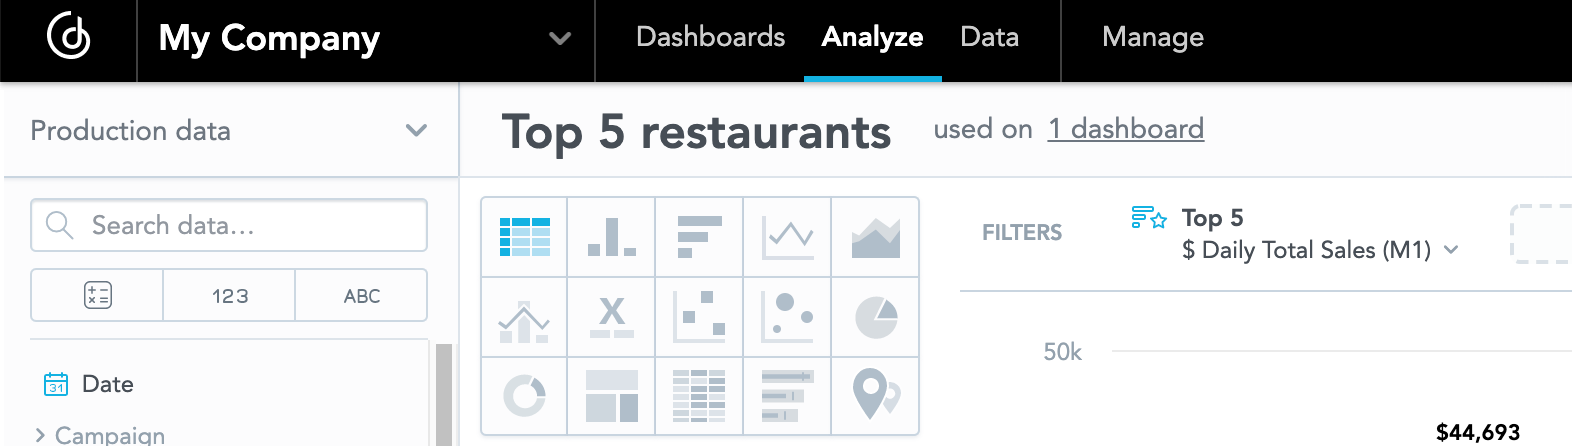 My Company
Dashboards
Analyze
Data
Manage
Production data
Top 5 restaurants
used on 1 dashboard
Search data...
123
ABC
31
Date
Campaign
X
FILTERS
Top 5
$ Daily Total Sales (M1)
50k
$44,693